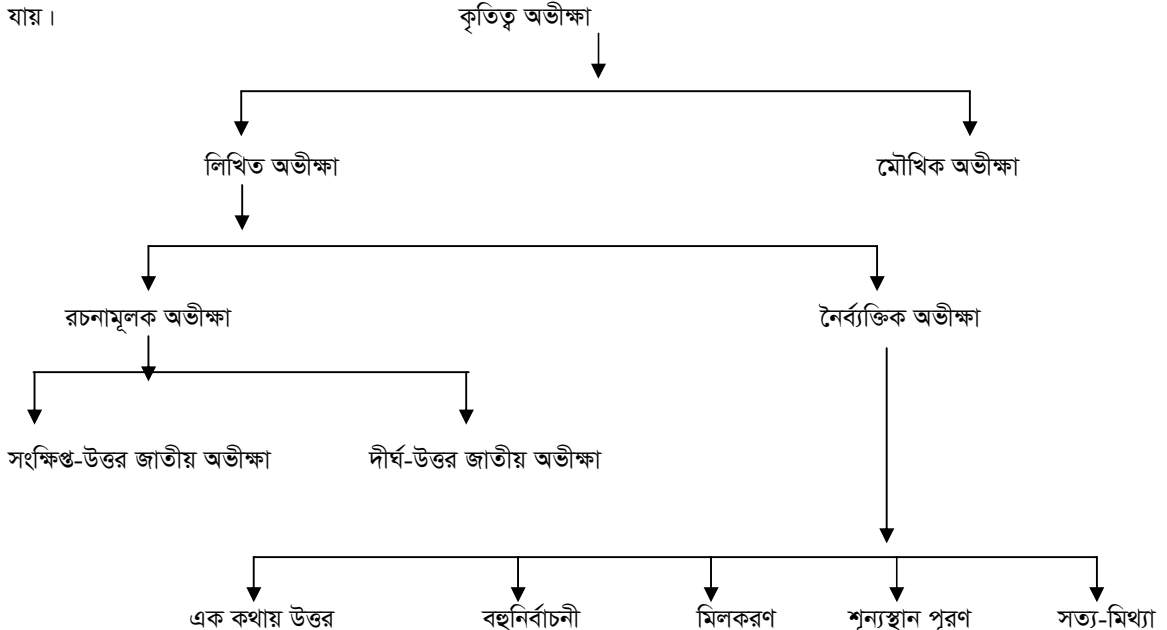 যায়। কৃতিত্ব অভীক্ষা
লিখিত অভীক্ষা মৌখিক অভীক্ষা
রচনামূলক অভীক্ষা নৈর্ব্যক্তিক অভীক্ষা
সংক্ষিপ্ত-উত্তর জাতীয় অভীক্ষা দীর্ঘ-উত্তর জাতীয় অভীক্ষা
এক কথায় উত্তর বহুনির্বাচনী মিলকরণ শূন্যস্থান পূরণ সত্য-মিথ্যা